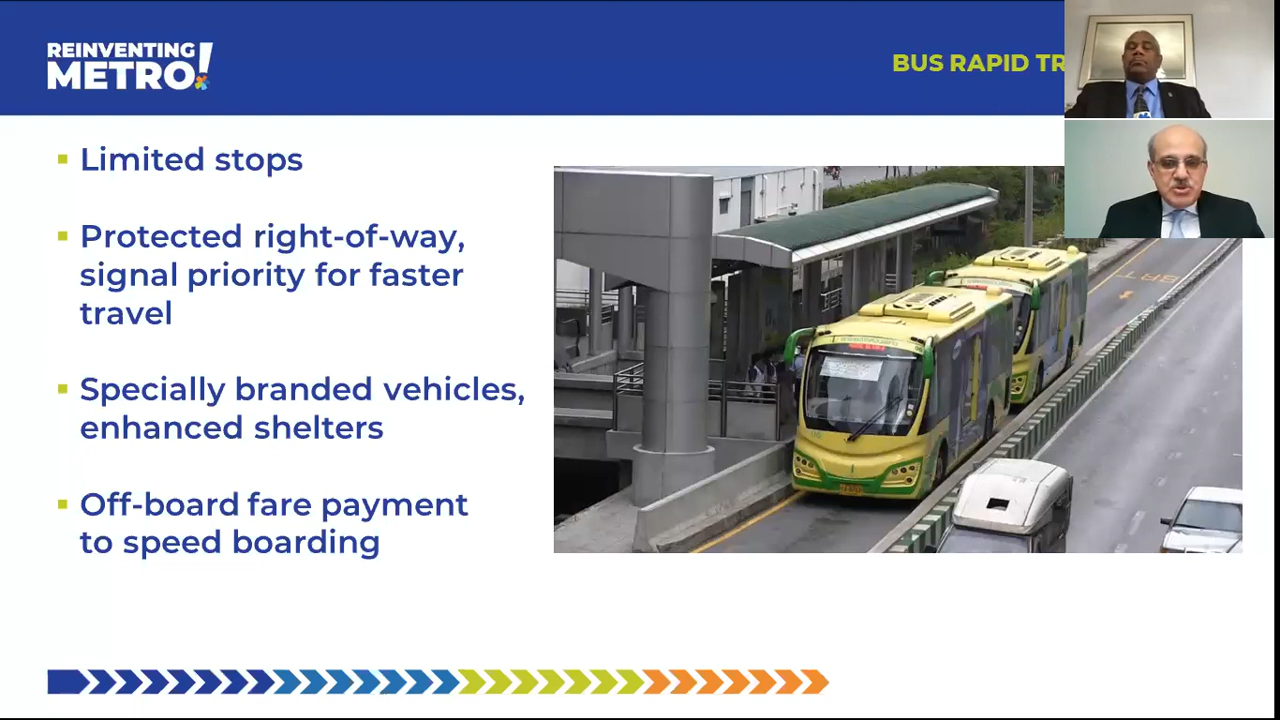 REINVENTING
METRO!
BUS RAPID TR
Limited stops
Protected right-of-way,
signal priority for faster
travel
Specially branded vehicles,
enhanced shelters
Off-board fare payment
to speed boarding
BRT